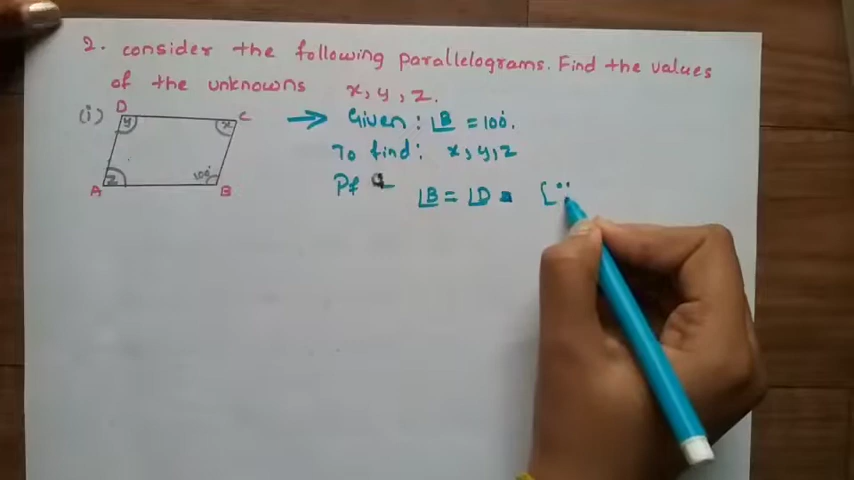 2. consider the following parallelograms. Find the values
of the unknowns x, y, z.
(i) D C → Given : ∠B = 100°.
y x
To find : x, y, z
z 100°
A B
Pf ∠B = ∠D [∵